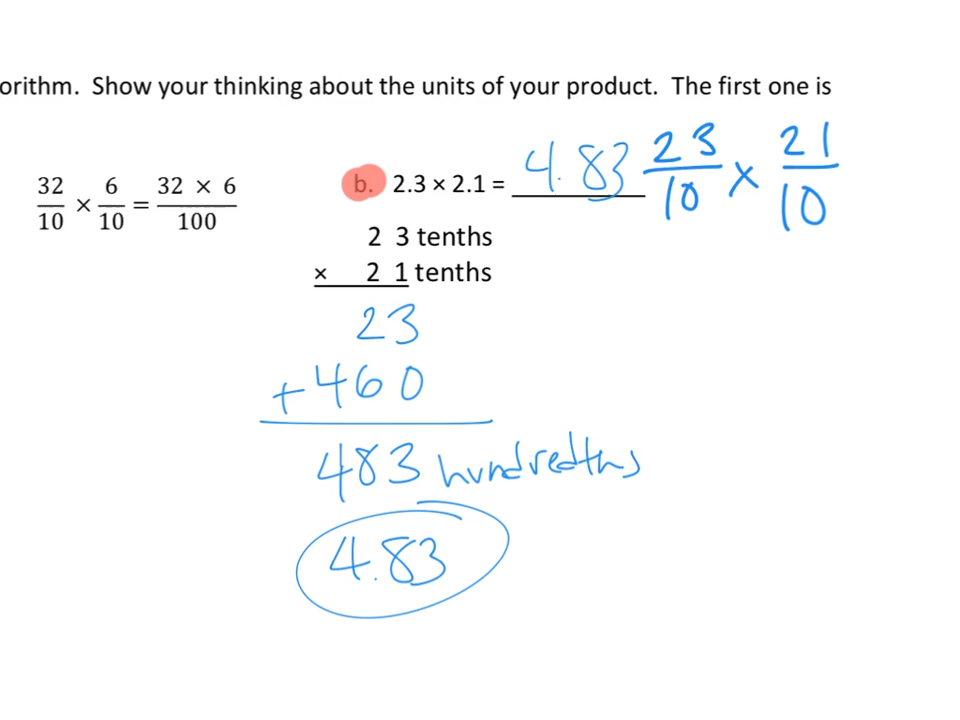 orithm. Show your thinking about the units of your product. The first one is
32/10 × 6/10 = 32 × 6/100
b. 2.3 × 2.1 = 4.83 23/10 × 21/10
2 3 tenths
× 2 1 tenths
23
+460
483 hundredths
4.83